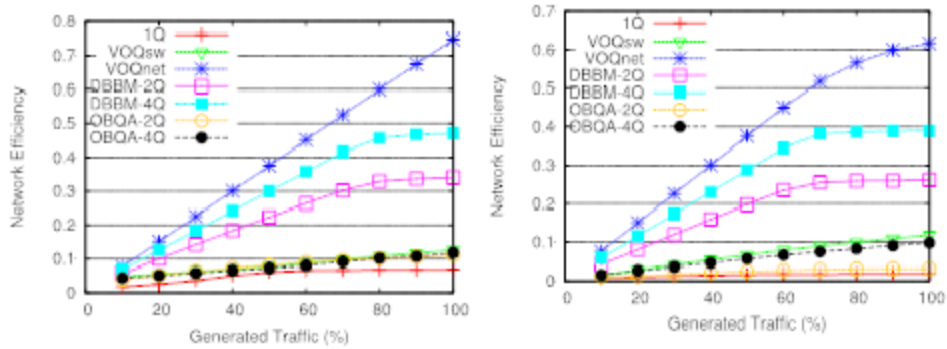 0.8
0.7
0.6
0.5
0.4
0.3
0.2
0.1
0
1Q
VOQsw
VOQnet
DBBM-2Q
DBBM-4Q
OBQA-2Q
OBQA-4Q
Network Efficiency
0 20 40 60 80 100
Generated Traffic (%)
0.7
0.6
0.5
0.4
0.3
0.2
0.1
0
1Q
VOQsw
VOQnet
DBBM-2Q
DBBM-4Q
OBQA-2Q
OBQA-4Q
Network Efficiency
0 20 40 60 80 100
Generated Traffic (%)